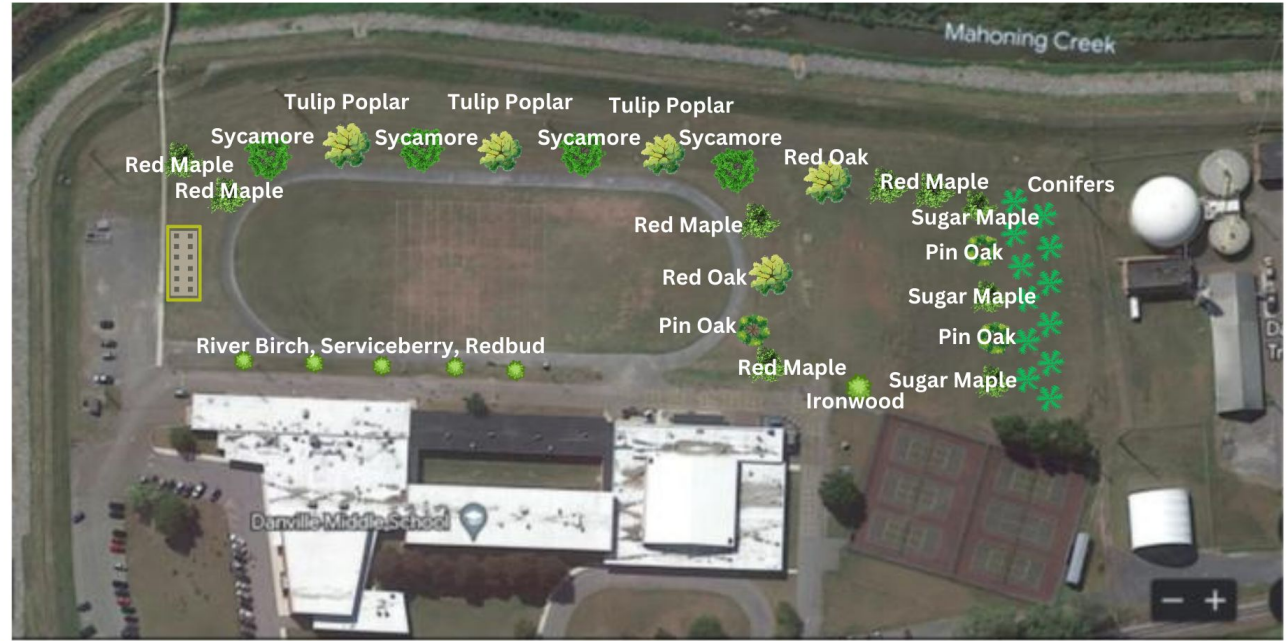 Mahoning Creek
Tulip Poplar
Tulip Poplar
Tulip Poplar
Sycamore
Sycamore
Sycamore
Sycamore
Red Maple
Red Maple
Red Oak
Red Maple
Conifers
Sugar Maple
Red Maple
Pin Oak
Red Oak
Sugar Maple
Pin Oak
Pin Oak
River Birch, Serviceberry, Redbud
Red Maple
Sugar Maple
Ironwood
Danville Middle School